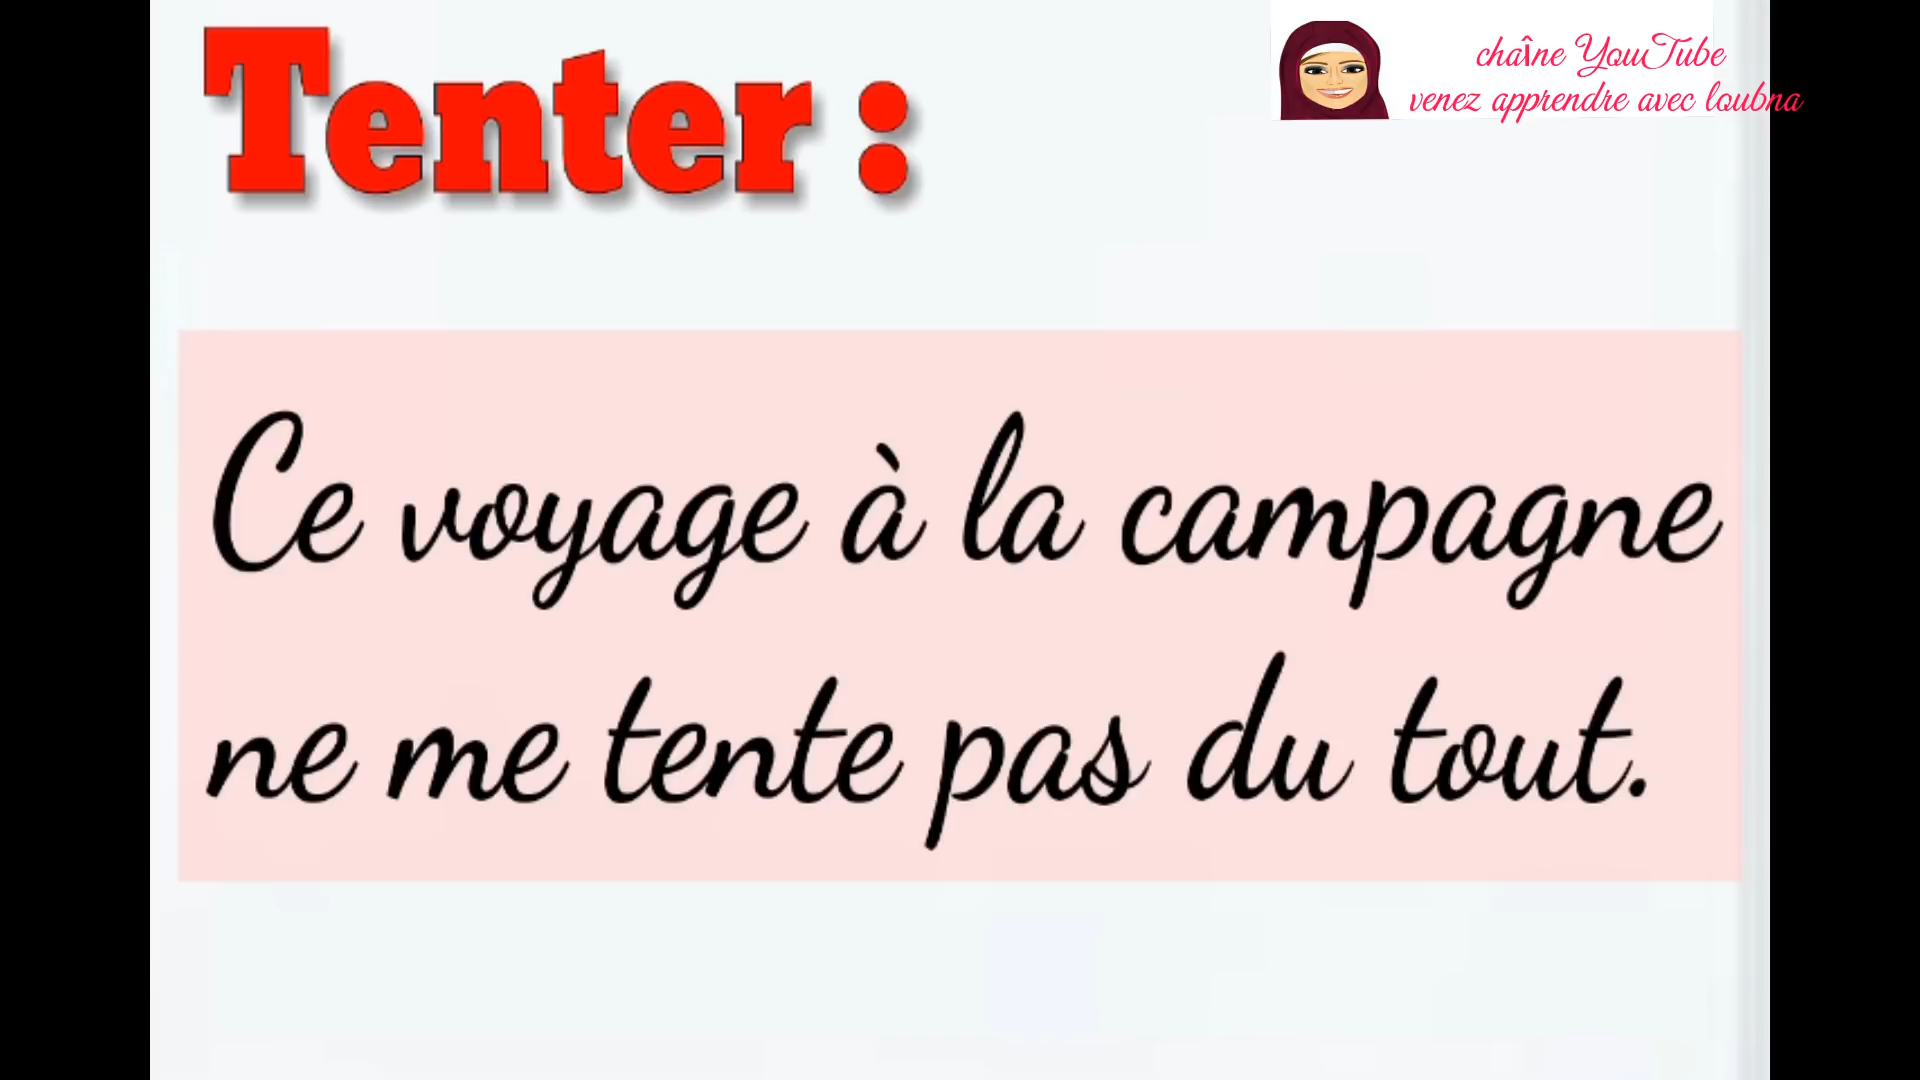 Tenter :
chaîne YouTube
venez apprendre avec loubna
Ce voyage à la campagne
ne me tente pas du tout.